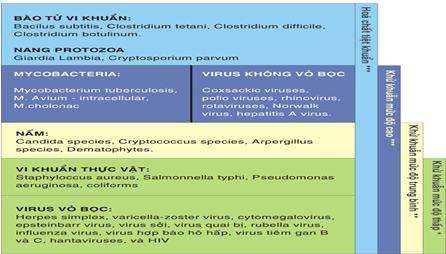 BÀO TỬ VI KHUẨN:
Bacillus subtitis, Clostridium tetani, Clostridium difficile,
Clostridium botulinum.
NANG PROTOZOA
Giardia Lambia, Cryptosporium parvum
MYCOBACTERIA:
Mycobacterium tuberculosis,
M. Avium - intracellular,
M.cholonac
VIRUS KHÔNG VỎ BỌC
Coxsackic viruses,
polio viruses, rhinovirus,
rotaviruses, Norwalk
virus, hepatitis A virus.
NẤM:
Candida species, Cryptococcus species, Arpergillus
species, Dematophytes.
VI KHUẨN THỰC VẬT:
Staphyloccus aureus, Salmonnella typhi, Pseudomonas
aeruginosa, coliforms
VIRUS VỎ BỌC:
Herpes simplex, varicella-zoster virus, cytomegalovirus,
epsteinbarr virus, virus sởi, virus quai bị, rubella virus,
influenza virus, virus hợp bào hô hấp, virus tiêm gan B
và C, hantaviruses, và HIV
Hoá chất tiệt khuẩn***
Khử khuẩn mức độ cao***
Khử khuẩn mức độ trung bình**
Khử khuẩn mức độ thấp*